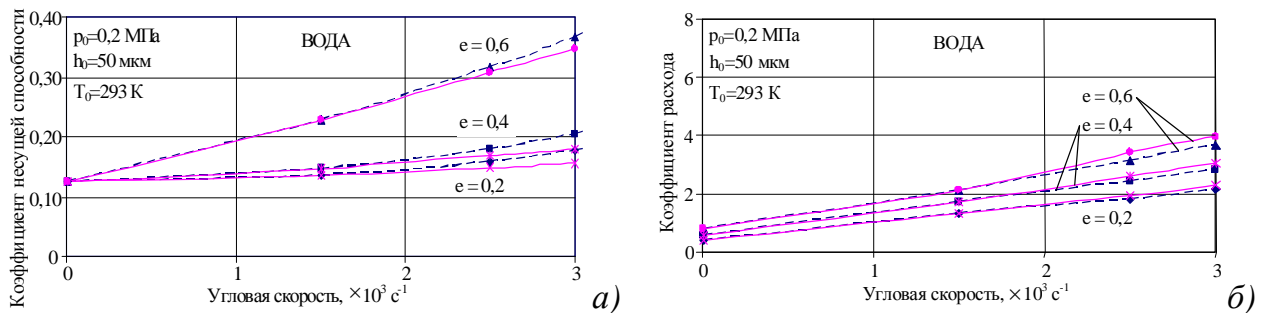 Коэффициент несущей способности
0,40
0,30
0,20
0,10
0
p₀=0,2 МПа
h₀=50 мкм
T₀=293 К
ВОДА
e = 0,6
e = 0,4
e = 0,2
0 1 2 3
Угловая скорость, ×10³ с⁻¹
а)
Коэффициент расхода
8
6
4
2
0
p₀=0,2 МПа
h₀=50 мкм
T₀=293 К
ВОДА
e = 0,6
e = 0,4
e = 0,2
0 1 2 3
Угловая скорость, ×10³ с⁻¹
б)